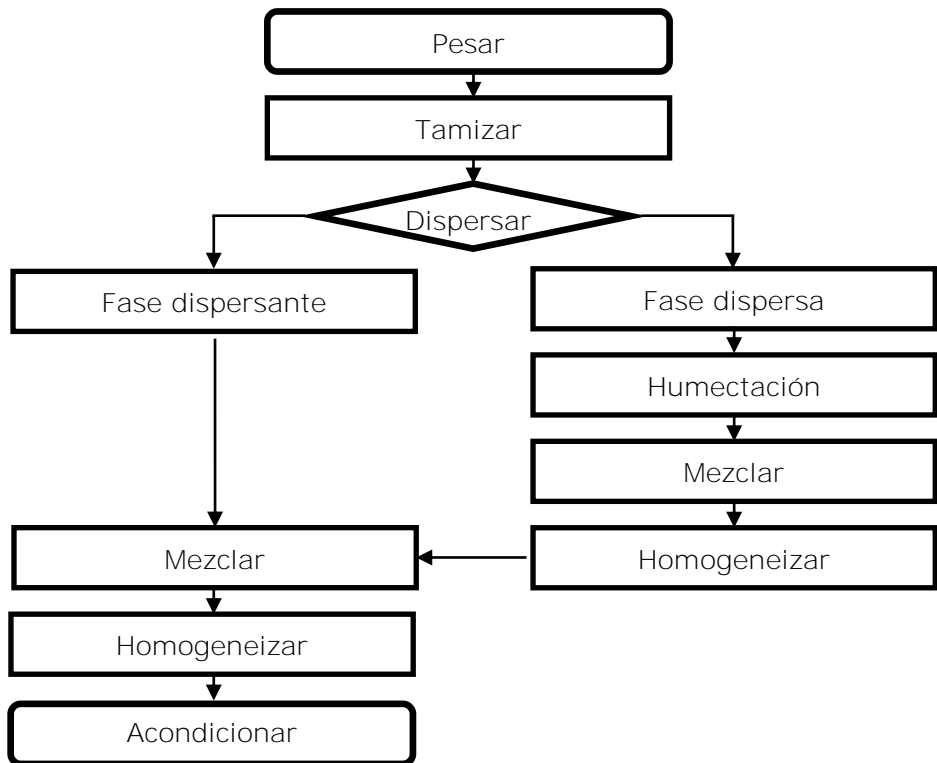 Pesar
Tamizar
Dispersar
Fase dispersante
Fase dispersa
Humectación
Mezclar
Mezclar
Homogeneizar
Homogeneizar
Acondicionar